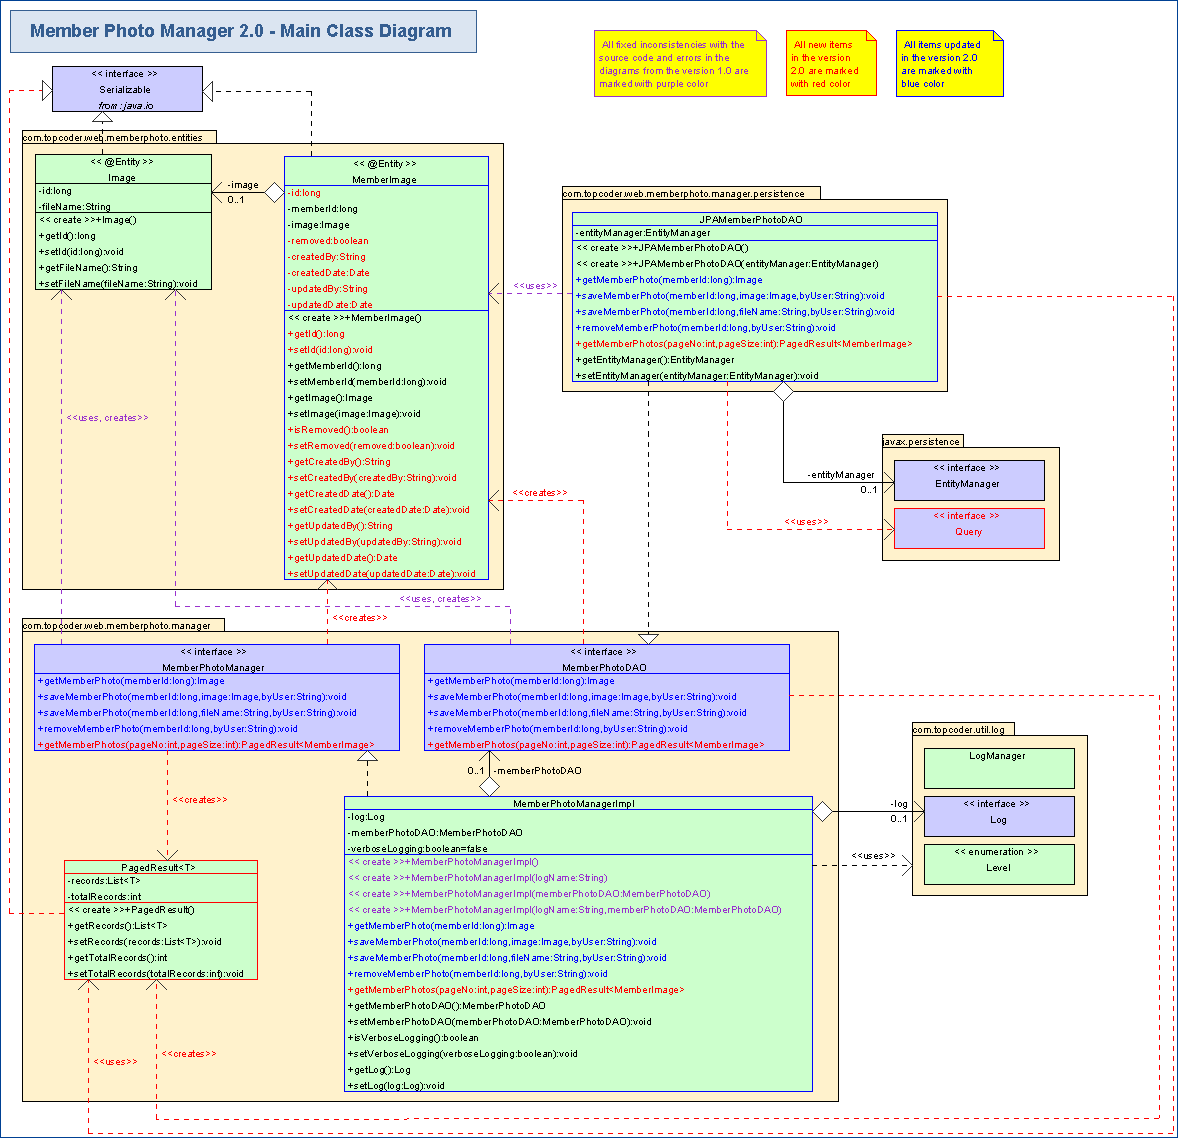 Member Photo Manager 2.0 - Main Class Diagram
All fixed inconsistencies with the
source code and errors in the
diagrams from the version 1.0 are
marked with purple color
All new items
in the version
2.0 are marked
with red color
All items updated
in the version 2.0
are marked with
blue color
<< interface >>
Serializable
from : java.io
com.topcoder.web.memberphoto.entities
<< @Entity >>
Image
-id:long
-fileName:String
<< create >>+Image()
+getId():long
+setId(id:long):void
+getFileName():String
+setFileName(fileName:String):void
-image
0..1
<< @Entity >>
MemberImage
-id:long
-memberId:long
-image:Image
-removed:boolean
-createdBy:String
-createdDate:Date
-updatedBy:String
-updatedDate:Date
<< create >>+MemberImage()
+getId():long
+setId(id:long):void
+getMemberId():long
+setMemberId(memberId:long):void
+getImage():Image
+setImage(image:Image):void
+isRemoved():boolean
+setRemoved(removed:boolean):void
+getCreatedBy():String
+setCreatedBy(createdBy:String):void
+getCreatedDate():Date
+setCreatedDate(createdDate:Date):void
+getUpdatedBy():String
+setUpdatedBy(updatedBy:String):void
+getUpdatedDate():Date
+setUpdatedDate(updatedDate:Date):void
com.topcoder.web.memberphoto.manager.persistence
JPAMemberPhotoDAO
-entityManager:EntityManager
<< create >>+JPAMemberPhotoDAO()
<< create >>+JPAMemberPhotoDAO(entityManager:EntityManager)
+getMemberPhoto(memberId:long):Image
+saveMemberPhoto(memberId:long,image:Image,byUser:String):void
+saveMemberPhoto(memberId:long,fileName:String,byUser:String):void
+removeMemberPhoto(memberId:long,byUser:String):void
+getMemberPhotos(pageNo:int,pageSize:int):PagedResult<MemberImage>
+getEntityManager():EntityManager
+setEntityManager(entityManager:EntityManager):void
<<uses>>
<<uses, creates>>
javax.persistence
<< interface >>
EntityManager
<< interface >>
Query
-entityManager
0..1
<<uses>>
<<creates>>
<<uses, creates>>
<<creates>>
com.topcoder.web.memberphoto.manager
<< interface >>
MemberPhotoManager
+getMemberPhoto(memberId:long):Image
+saveMemberPhoto(memberId:long,image:Image,byUser:String):void
+saveMemberPhoto(memberId:long,fileName:String,byUser:String):void
+removeMemberPhoto(memberId:long,byUser:String):void
+getMemberPhotos(pageNo:int,pageSize:int):PagedResult<MemberImage>
<< interface >>
MemberPhotoDAO
+getMemberPhoto(memberId:long):Image
+saveMemberPhoto(memberId:long,image:Image,byUser:String):void
+saveMemberPhoto(memberId:long,fileName:String,byUser:String):void
+removeMemberPhoto(memberId:long,byUser:String):void
+getMemberPhotos(pageNo:int,pageSize:int):PagedResult<MemberImage>
0..1
-memberPhotoDAO
<<creates>>
MemberPhotoManagerImpl
-log:Log
-memberPhotoDAO:MemberPhotoDAO
-verboseLogging:boolean=false
<< create >>+MemberPhotoManagerImpl()
<< create >>+MemberPhotoManagerImpl(logName:String)
<< create >>+MemberPhotoManagerImpl(memberPhotoDAO:MemberPhotoDAO)
<< create >>+MemberPhotoManagerImpl(logName:String,memberPhotoDAO:MemberPhotoDAO)
+getMemberPhoto(memberId:long):Image
+saveMemberPhoto(memberId:long,image:Image,byUser:String):void
+saveMemberPhoto(memberId:long,fileName:String,byUser:String):void
+removeMemberPhoto(memberId:long,byUser:String):void
+getMemberPhotos(pageNo:int,pageSize:int):PagedResult<MemberImage>
+getMemberPhotoDAO():MemberPhotoDAO
+setMemberPhotoDAO(memberPhotoDAO:MemberPhotoDAO):void
+isVerboseLogging():boolean
+setVerboseLogging(verboseLogging:boolean):void
+getLog():Log
+setLog(log:Log):void
com.topcoder.util.log
LogManager
<< interface >>
Log
<< enumeration >>
Level
-log
0..1
<<uses>>
PagedResult<T>
-records:List<T>
-totalRecords:int
<< create >>+PagedResult()
+getRecords():List<T>
+setRecords(records:List<T>):void
+getTotalRecords():int
+setTotalRecords(totalRecords:int):void
<<uses>>
<<creates>>